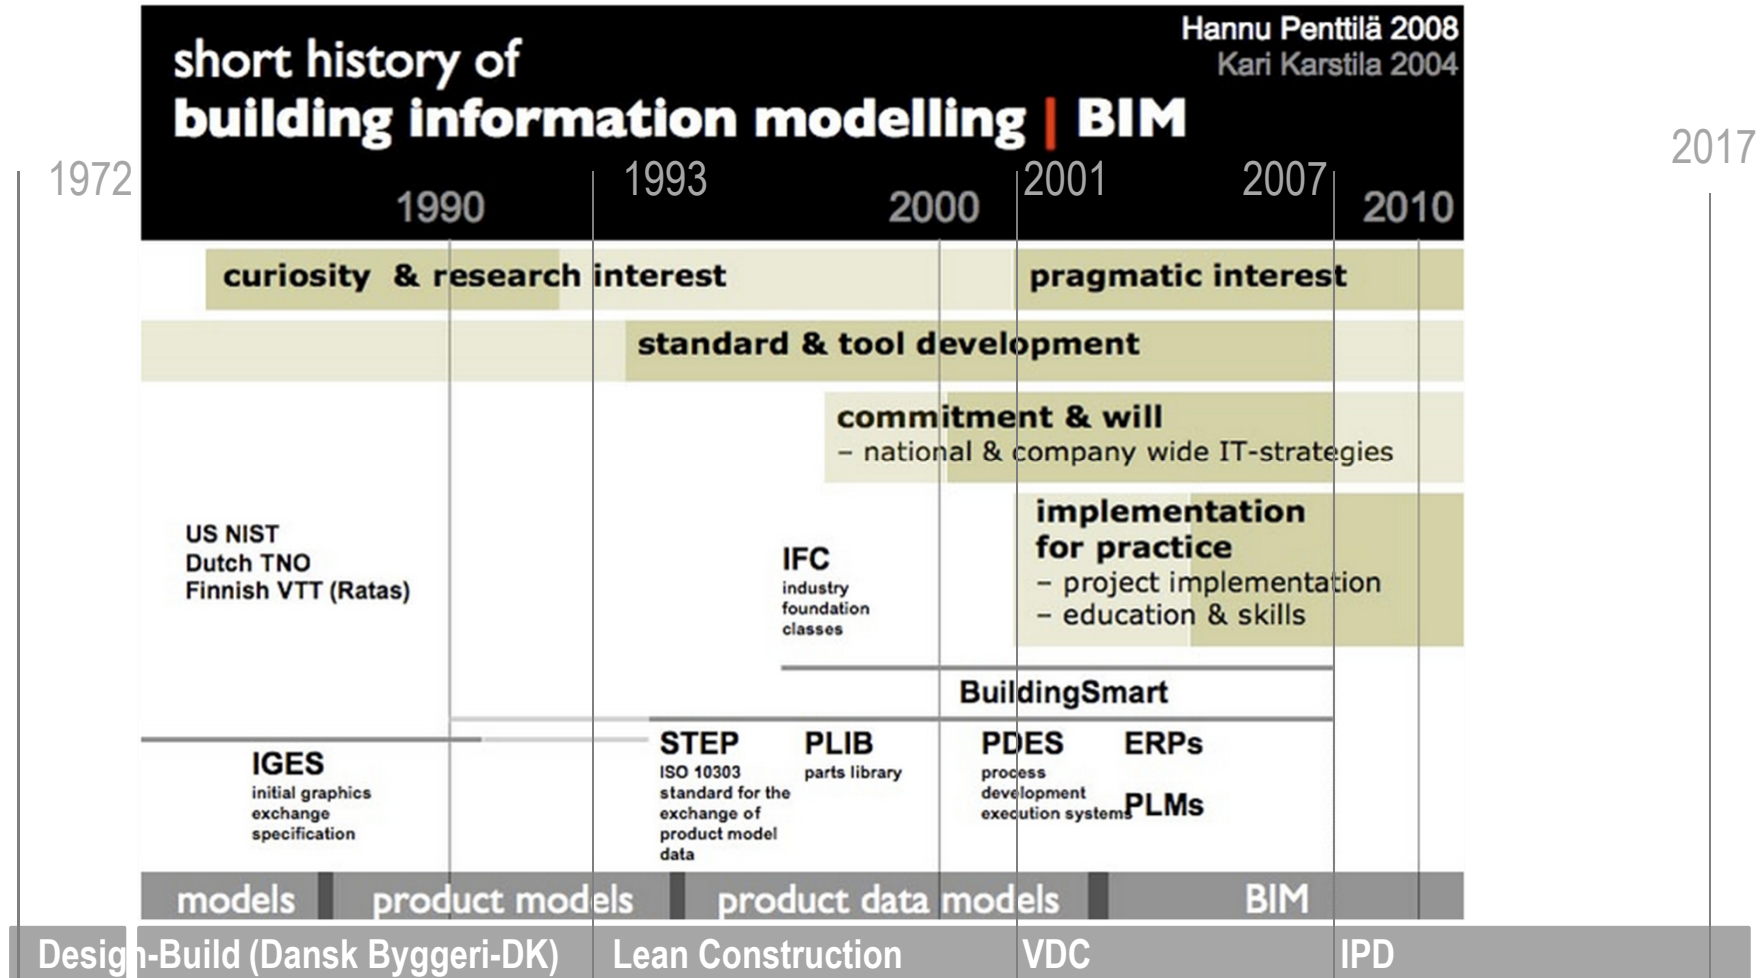 Hannu Penttilä 2008
Kari Karstila 2004
short history of
building information modelling | BIM
1972
1990
1993
2000
2001
2007
2010
2017
curiosity & research interest
pragmatic interest
standard & tool development
commitment & will
– national & company wide IT-strategies
implementation
for practice
– project implementation
– education & skills
US NIST
Dutch TNO
Finnish VTT (Ratas)
IFC
industry
foundation
classes
BuildingSmart
IGES
initial graphics
exchange
specification
STEP
ISO 10303
standard for the
exchange of
product model
data
PLIB
parts library
PDES
process
development
execution systems
ERPs
PLMs
models
product models
product data models
BIM
Design-Build (Dansk Byggeri-DK)
Lean Construction
VDC
IPD